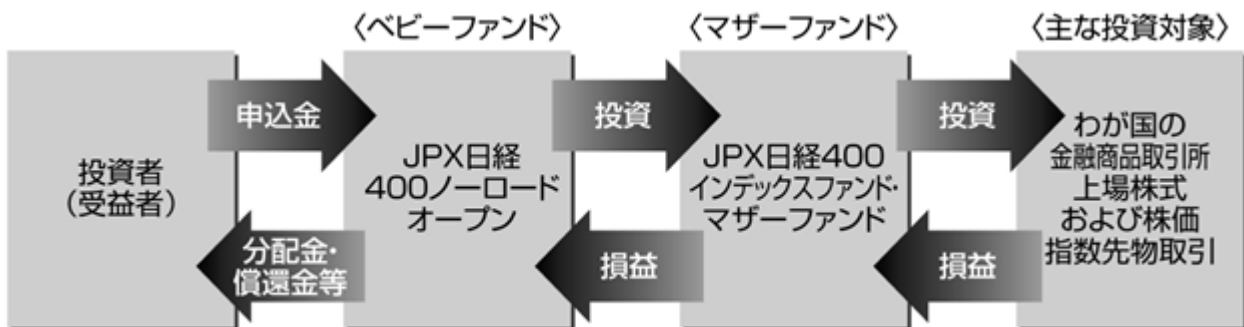 〈ベビーファンド〉
〈マザーファンド〉
〈主な投資対象〉
申込金
投資
投資
投資者
（受益者）
JPX日経
400ノーロード
オープン
JPX日経400
インデックスファンド・
マザーファンド
わが国の
金融商品取引所
上場株式
および株価
指数先物取引
分配金・
償還金等
損益
損益